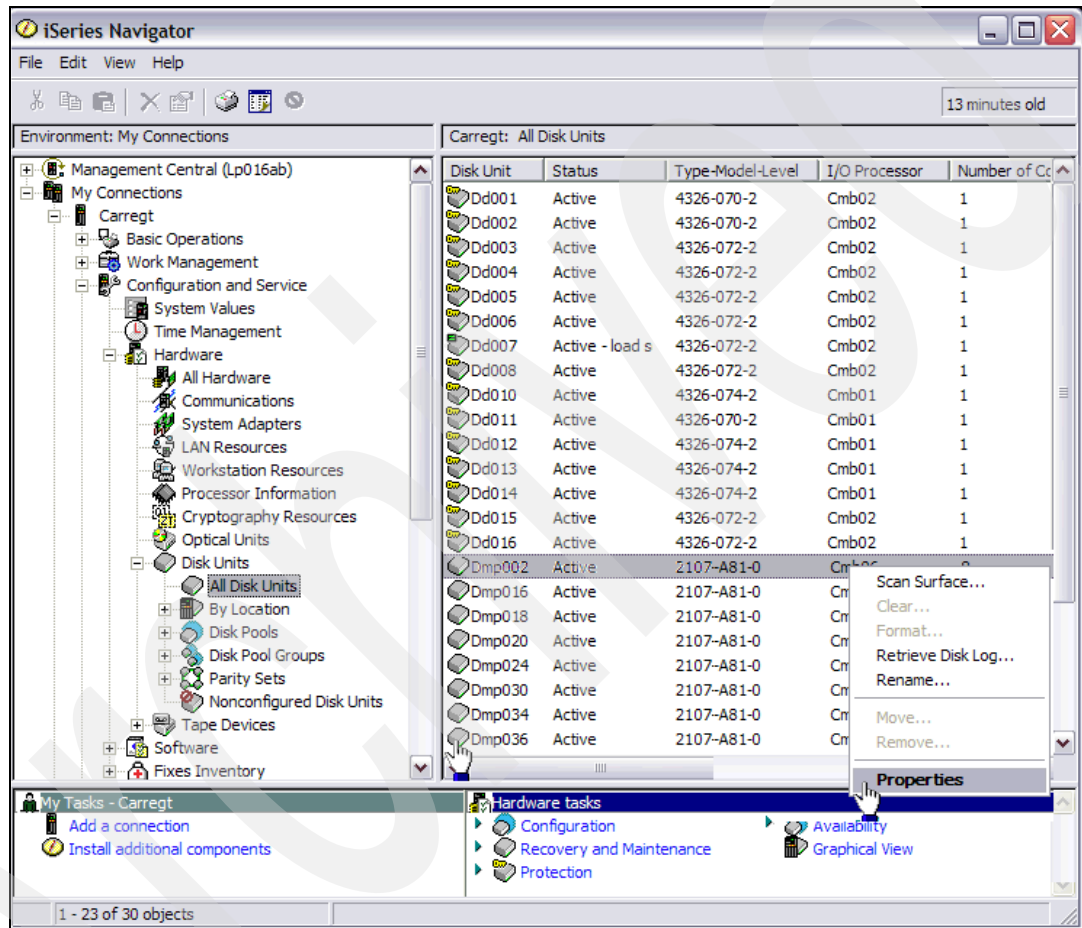 iSeries Navigator
File Edit View Help
13 minutes old
Environment: My Connections
Carregt: All Disk Units
Management Central (Lp016ab)
My Connections
Carregt
Basic Operations
Work Management
Configuration and Service
System Values
Time Management
Hardware
All Hardware
Communications
System Adapters
LAN Resources
Workstation Resources
Processor Information
Cryptography Resources
Optical Units
Disk Units
All Disk Units
By Location
Disk Pools
Disk Pool Groups
Parity Sets
Nonconfigured Disk Units
Tape Devices
Software
Fixes Inventory
Disk Unit Status Type-Model-Level I/O Processor Number of Cc
Dd001 Active 4326-070-2 Cmb02 1
Dd002 Active 4326-070-2 Cmb02 1
Dd003 Active 4326-072-2 Cmb02 1
Dd004 Active 4326-072-2 Cmb02 1
Dd005 Active 4326-072-2 Cmb02 1
Dd006 Active 4326-072-2 Cmb02 1
Dd007 Active - load s 4326-072-2 Cmb02 1
Dd008 Active 4326-072-2 Cmb02 1
Dd010 Active 4326-074-2 Cmb01 1
Dd011 Active 4326-070-2 Cmb01 1
Dd012 Active 4326-074-2 Cmb01 1
Dd013 Active 4326-074-2 Cmb01 1
Dd014 Active 4326-074-2 Cmb01 1
Dd015 Active 4326-072-2 Cmb02 1
Dd016 Active 4326-072-2 Cmb02 1
Dmp002 Active 2107-A81-0
Dmp016 Active 2107-A81-0 Cm
Dmp018 Active 2107-A81-0 Cm
Dmp020 Active 2107-A81-0 Cm
Dmp024 Active 2107-A81-0 Cm
Dmp030 Active 2107-A81-0 Cm
Dmp034 Active 2107-A81-0 Cm
Dmp036 Active 2107-A81-0 Cm
Scan Surface...
Clear...
Format...
Retrieve Disk Log...
Rename...
Move...
Remove...
Properties
My Tasks - Carregt
Add a connection
Install additional components
Hardware tasks
Configuration
Recovery and Maintenance
Protection
Availability
Graphical View
1 - 23 of 30 objects